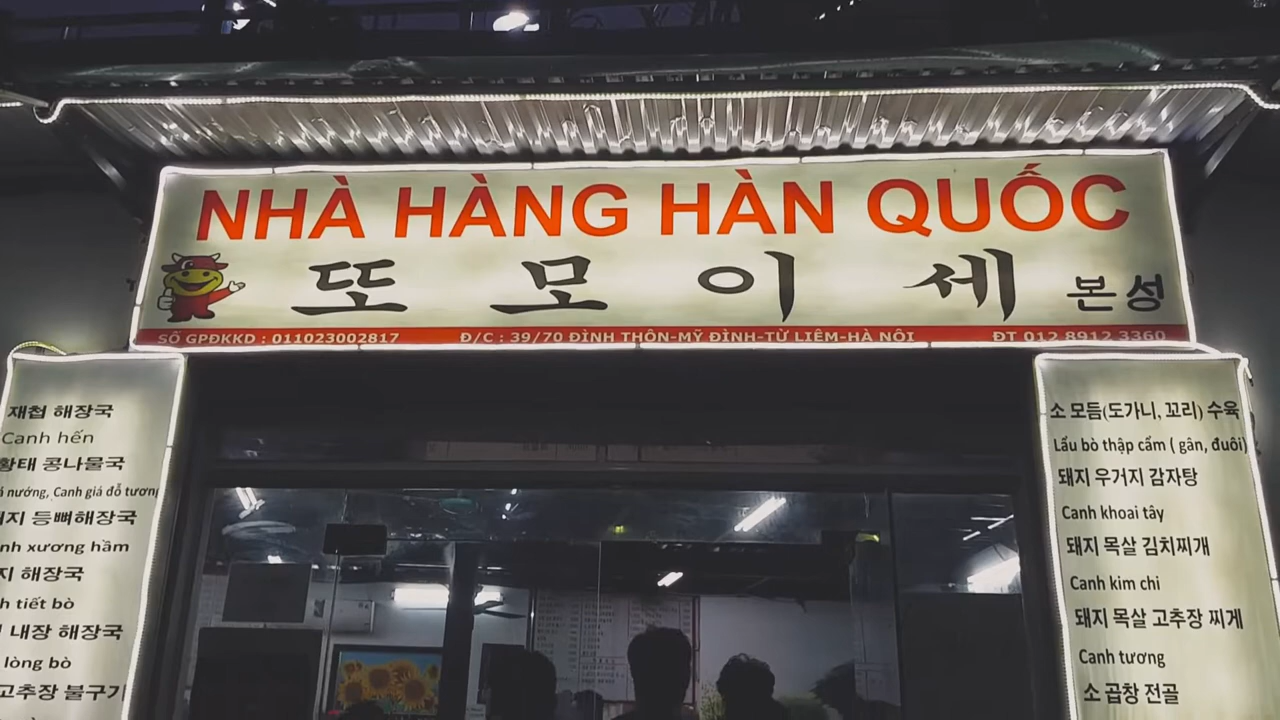 NHÀ HÀNG HÀN QUỐC
또모이세 본성
SỐ GPĐKKD : 011023002817 Đ/C : 39/70 ĐÌNH THÔN-MỸ ĐÌNH-TỪ LIÊM-HÀ NỘI ĐT 012 8912 3360
재첩 해장국
Canh hến
황태 콩나물국
nướng, Canh giá đỗ tương
등뼈해장국
xương hầm
해장국
tiết bò
내장 해장국
lòng bò
고추장 불구기
소 모듬(도가니, 꼬리) 수육
Lẩu bò thập cẩm ( gân, đuôi)
돼지 우거지 감자탕
Canh khoai tây
돼지 목살 김치찌개
Canh kim chi
돼지 목살 고추장 찌게
Canh tương
소 곱창 전골